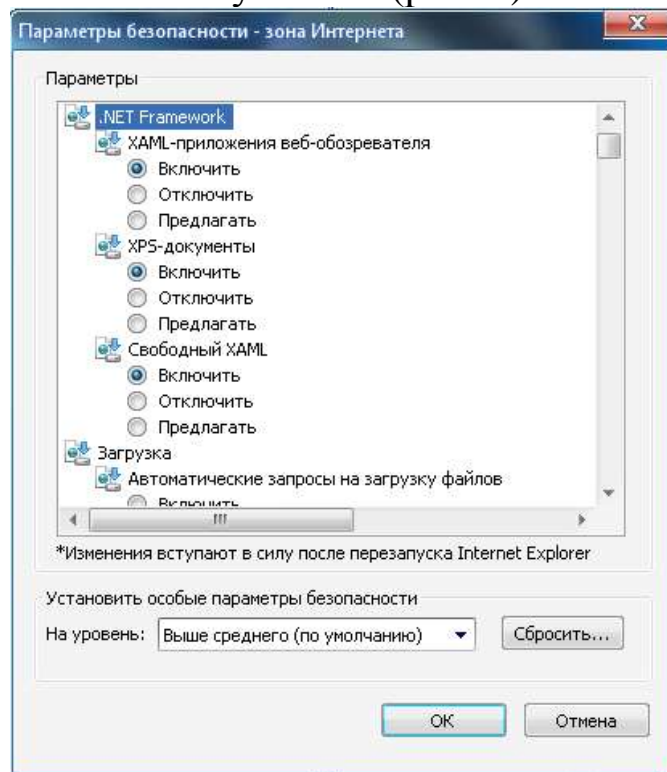 Параметры безопасности - зона Интернета
Параметры
.NET Framework
XAML-приложения веб-обозревателя
Включить
Отключить
Предлагать
XPS-документы
Включить
Отключить
Предлагать
Свободный XAML
Включить
Отключить
Предлагать
Загрузка
Автоматические запросы на загрузку файлов
Включить
*Изменения вступают в силу после перезапуска Internet Explorer
Установить особые параметры безопасности
На уровень: Выше среднего (по умолчанию) Сбросить...
ОК Отмена